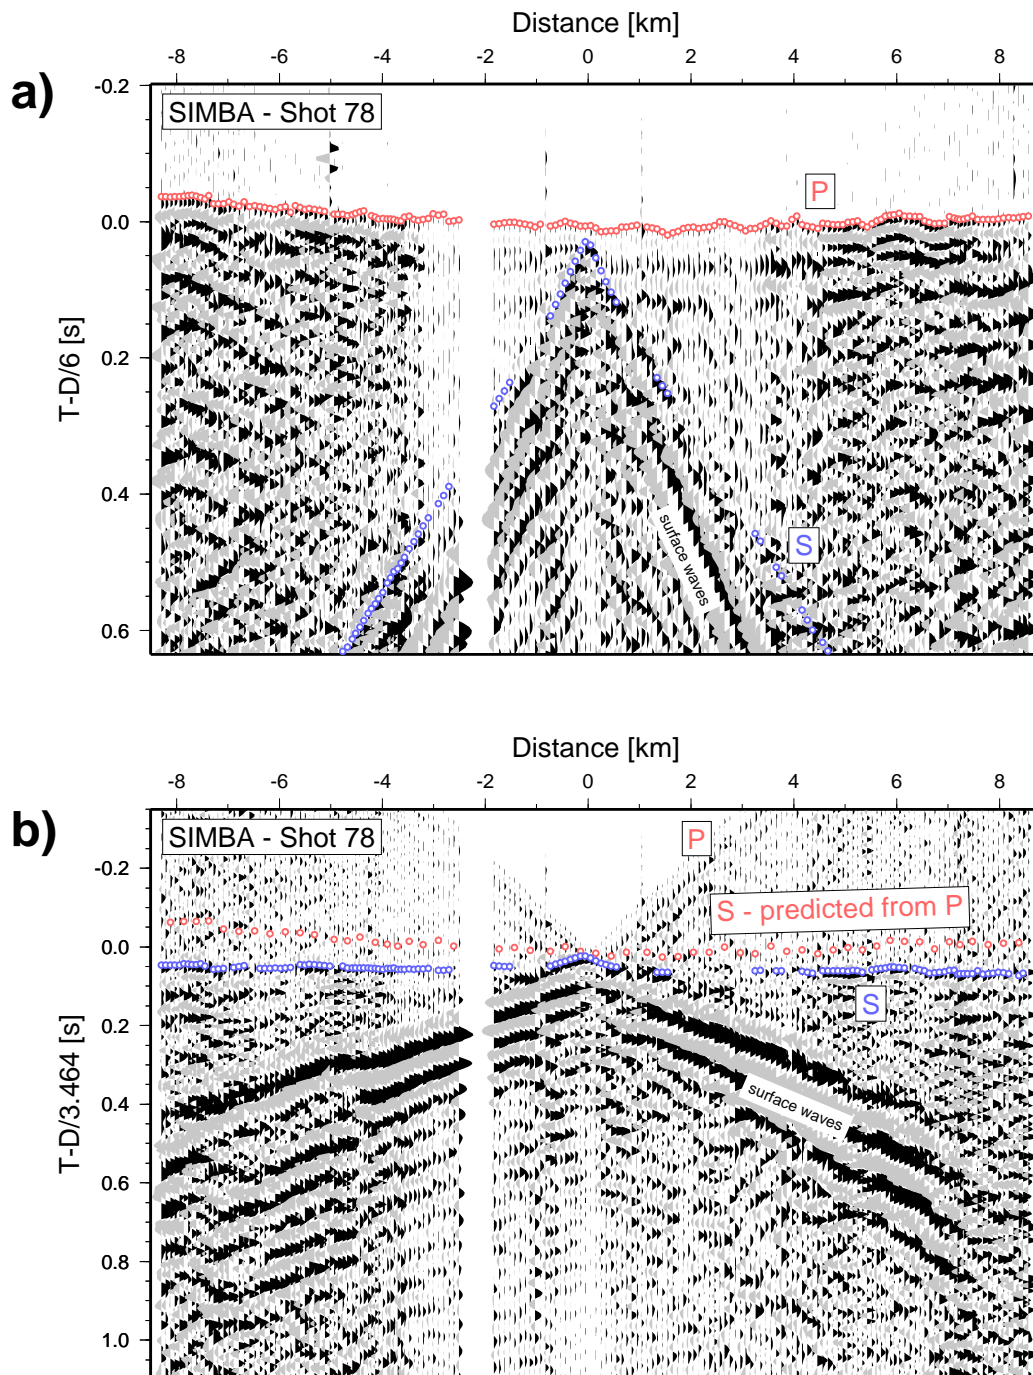 Distance [km]
-8 -6 -4 -2 0 2 4 6 8
a)
-0.2
SIMBA - Shot 78
P
0.0
0.2
T-D/6 [s]
0.4
surface waves
S
0.6
Distance [km]
-8 -6 -4 -2 0 2 4 6 8
b)
SIMBA - Shot 78
P
-0.2
S - predicted from P
0.0
S
0.2
T-D/3.464 [s]
0.4
surface waves
0.6
0.8
1.0